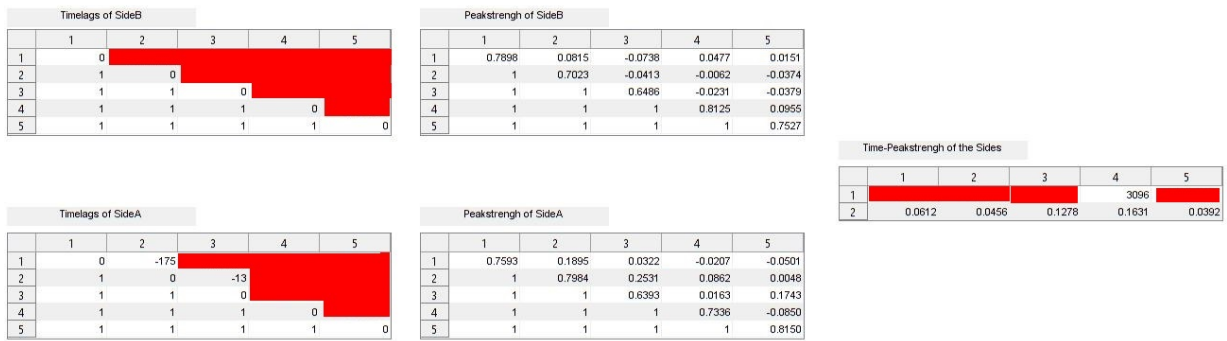 Timelags of SideB
1 2 3 4 5
1 0
2 1 0
3 1 1 0
4 1 1 1 0
5 1 1 1 1 0
Peakstrengh of SideB
1 2 3 4 5
1 0.7898 0.0815 -0.0738 0.0477 0.0151
2 1 0.7023 -0.0413 -0.0062 -0.0374
3 1 1 0.6486 -0.0231 -0.0379
4 1 1 1 0.8125 0.0955
5 1 1 1 1 0.7527
Time-Peakstrengh of the Sides
1 2 3 4 5
1 3096
2 0.0612 0.0456 0.1278 0.1631 0.0392
Timelags of SideA
1 2 3 4 5
1 0 -175
2 1 0 -13
3 1 1 0
4 1 1 1 0
5 1 1 1 1 0
Peakstrengh of SideA
1 2 3 4 5
1 0.7593 0.1895 0.0322 -0.0207 -0.0501
2 1 0.7984 0.2531 0.0862 0.0048
3 1 1 0.6393 0.0163 0.1743
4 1 1 1 0.7336 -0.0850
5 1 1 1 1 0.8150